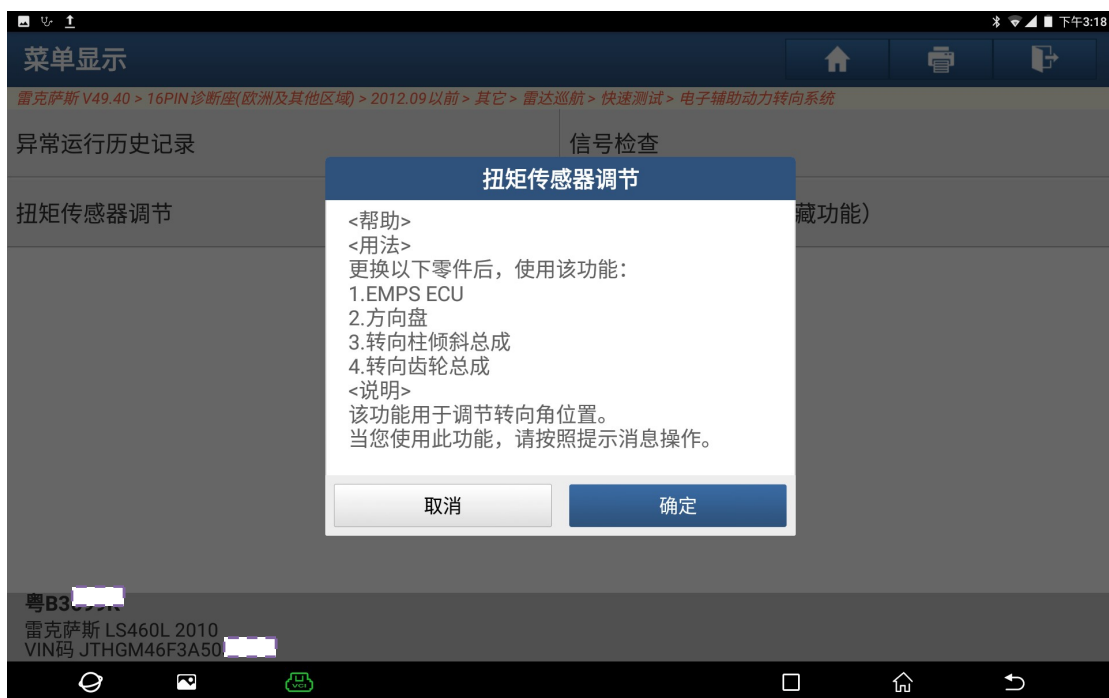 下午3:18
菜单显示
雷克萨斯 V49.40 > 16PIN诊断座(欧洲及其他区域) > 2012.09以前 > 其它 > 雷达巡航 > 快速测试 > 电子辅助动力转向系统
异常运行历史记录
信号检查
扭矩传感器调节
藏功能）
扭矩传感器调节
<帮助>
<用法>
更换以下零件后，使用该功能：
1.EMPS ECU
2.方向盘
3.转向柱倾斜总成
4.转向齿轮总成
<说明>
该功能用于调节转向角位置。
当您使用此功能，请按照提示消息操作。
取消
确定
粤B3
雷克萨斯 LS460L 2010
VIN码 JTHGM46F3A50
VCI